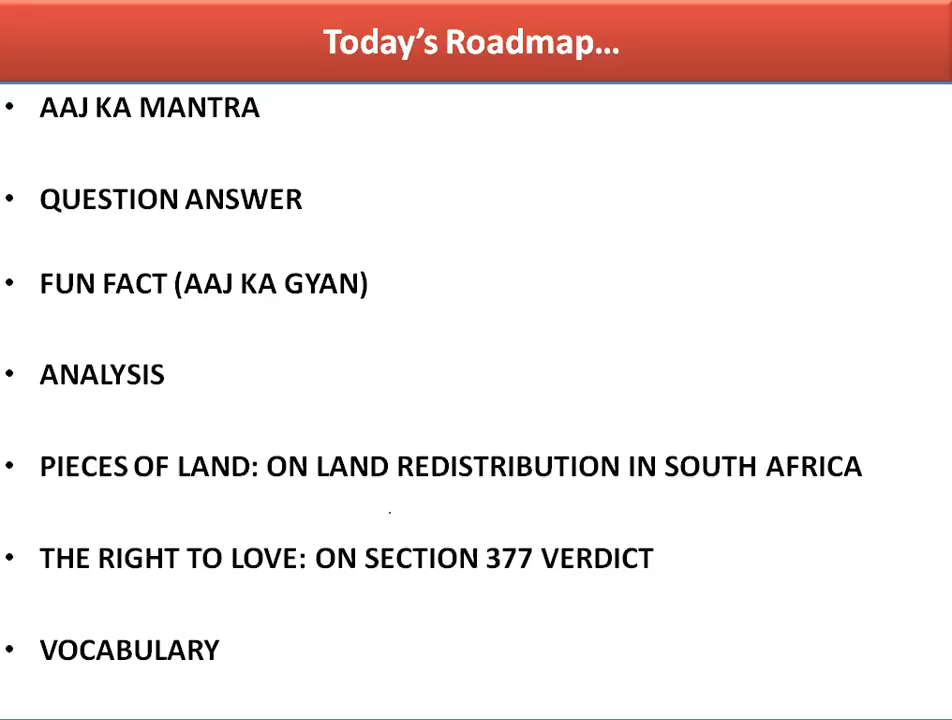 Today's Roadmap...
• AAJ KA MANTRA
• QUESTION ANSWER
• FUN FACT (AAJ KA GYAN)
• ANALYSIS
• PIECES OF LAND: ON LAND REDISTRIBUTION IN SOUTH AFRICA
• THE RIGHT TO LOVE: ON SECTION 377 VERDICT
• VOCABULARY